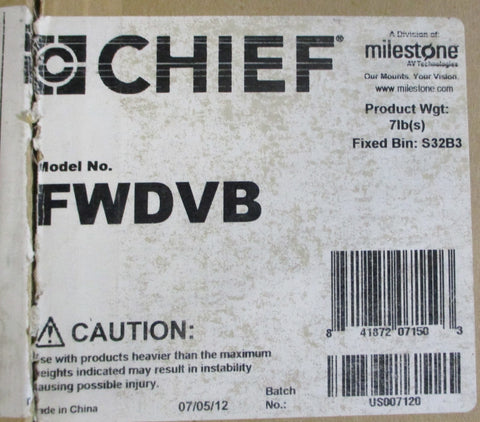 CHIEF®
A Division of:
milestone
AV Technologies
Our Mounts. Your Vision.
www.milestone.com
Product Wgt:
7lb(s)
Fixed Bin: S32B3
Model No.
FWDVB
8 41872 07150 3
CAUTION:
se with products heavier than the maximum
eights indicated may result in instability
ausing possible injury.
de in China
07/05/12
Batch
No.:
US007120